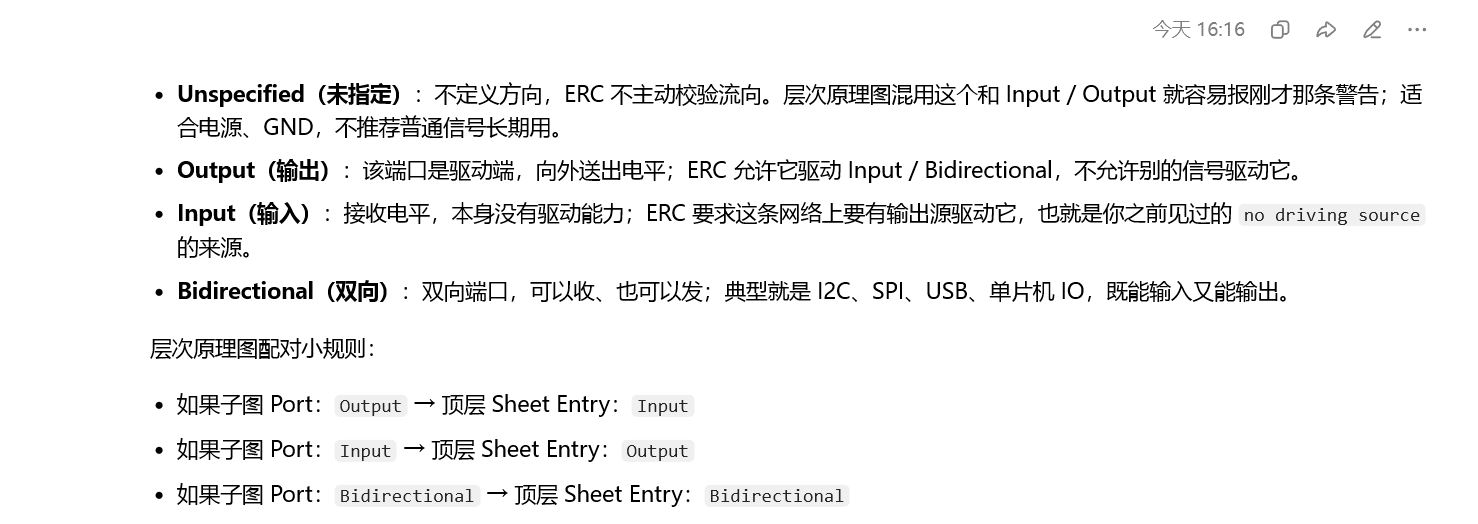 今天 16:16
• Unspecified（未指定）：不定义方向，ERC 不主动校验流向。层次原理图混用这个和 Input / Output 就容易报刚才那条警告；适
合电源、GND，不推荐普通信号长期用。
• Output（输出）：该端口是驱动端，向外送出电平；ERC 允许它驱动 Input / Bidirectional，不允许别的信号驱动它。
• Input（输入）：接收电平，本身没有驱动能力；ERC 要求这条网络上要有输出源驱动它，也就是你之前见过的 no driving source
的来源。
• Bidirectional（双向）：双向端口，可以收、也可以发；典型就是 I2C、SPI、USB、单片机 IO，既能输入又能输出。
层次原理图配对小规则：
• 如果子图 Port：Output → 顶层 Sheet Entry：Input
• 如果子图 Port：Input → 顶层 Sheet Entry：Output
• 如果子图 Port：Bidirectional → 顶层 Sheet Entry：Bidirectional